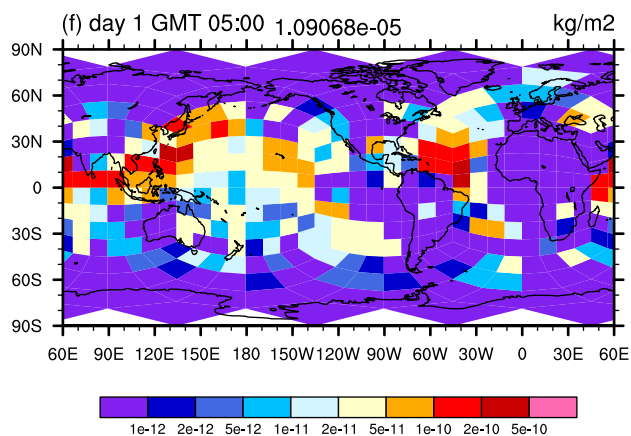 (f) day 1 GMT 05:00 1.09068e-05 kg/m2
90N
60N
30N
0
30S
60S
90S
60E 90E 120E 150E 180 150W 120W 90W 60W 30W 0 30E 60E
1e-12 2e-12 5e-12 1e-11 2e-11 5e-11 1e-10 2e-10 5e-10